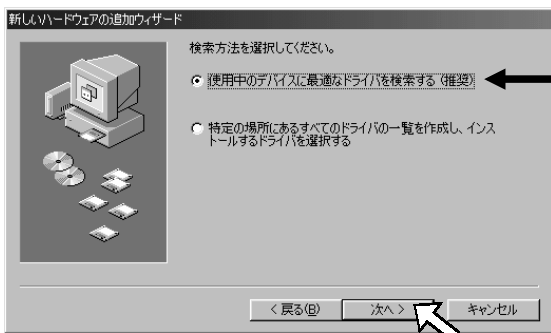 新しいハードウェアの追加ウィザード
検索方法を選択してください。
使用中のデバイスに最適なドライバを検索する（推奨）
特定の場所にあるすべてのドライバの一覧を作成し、インス
トールするドライバを選択する
< 戻る(B)
次へ >
キャンセル